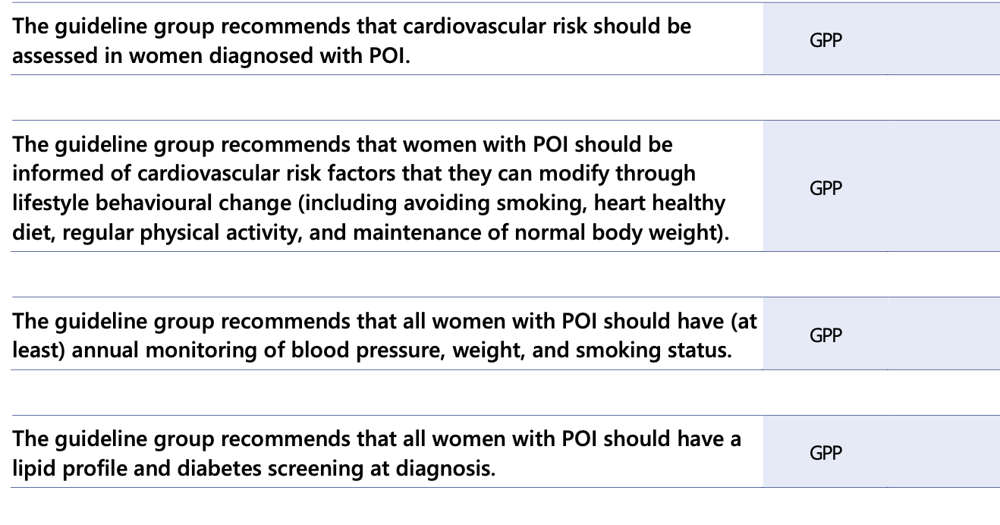 The guideline group recommends that cardiovascular risk should be
assessed in women diagnosed with POI.
GPP
The guideline group recommends that women with POI should be
informed of cardiovascular risk factors that they can modify through
lifestyle behavioural change (including avoiding smoking, heart healthy
diet, regular physical activity, and maintenance of normal body weight).
GPP
The guideline group recommends that all women with POI should have (at
least) annual monitoring of blood pressure, weight, and smoking status.
GPP
The guideline group recommends that all women with POI should have a
lipid profile and diabetes screening at diagnosis.
GPP